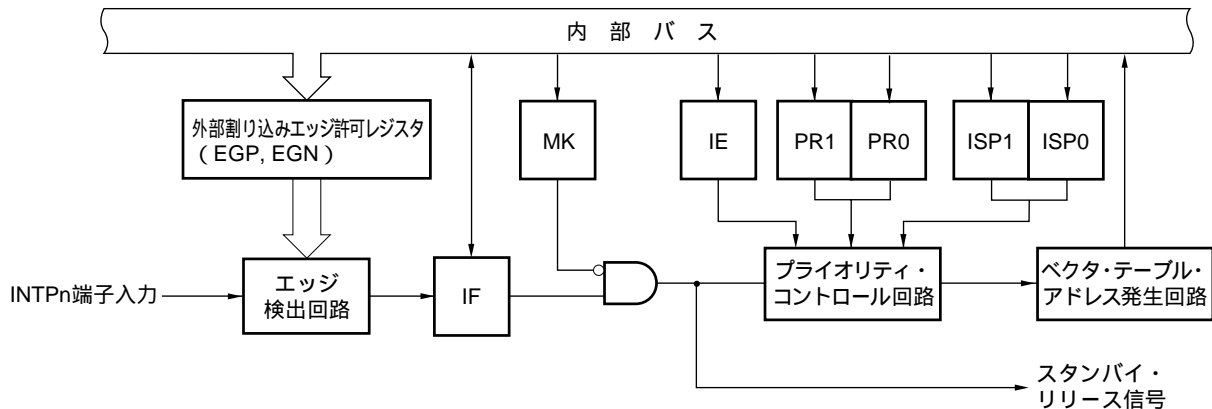 内 部 バ ス
外部割り込みエッジ許可レジスタ
（EGP, EGN）
MK
IE
PR1
PR0
ISP1
ISP0
INTPn端子入力
エッジ
検出回路
IF
プライオリティ・
コントロール回路
ベクタ・テーブル・
アドレス発生回路
スタンバイ・
リリース信号